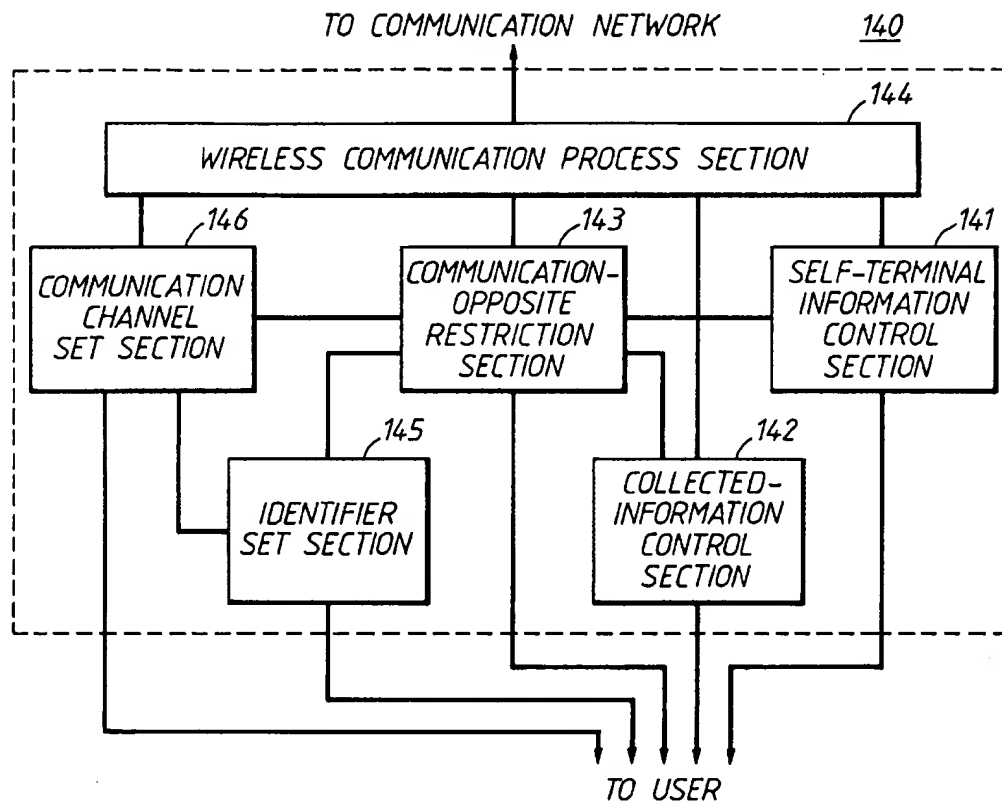 TO COMMUNICATION NETWORK
140
144
WIRELESS COMMUNICATION PROCESS SECTION
146
143
141
COMMUNICATION
CHANNEL
SET SECTION
COMMUNICATION-
OPPOSITE
RESTRICTION
SECTION
SELF-TERMINAL
INFORMATION
CONTROL
SECTION
145
142
IDENTIFIER
SET SECTION
COLLECTED-
INFORMATION
CONTROL
SECTION
TO USER